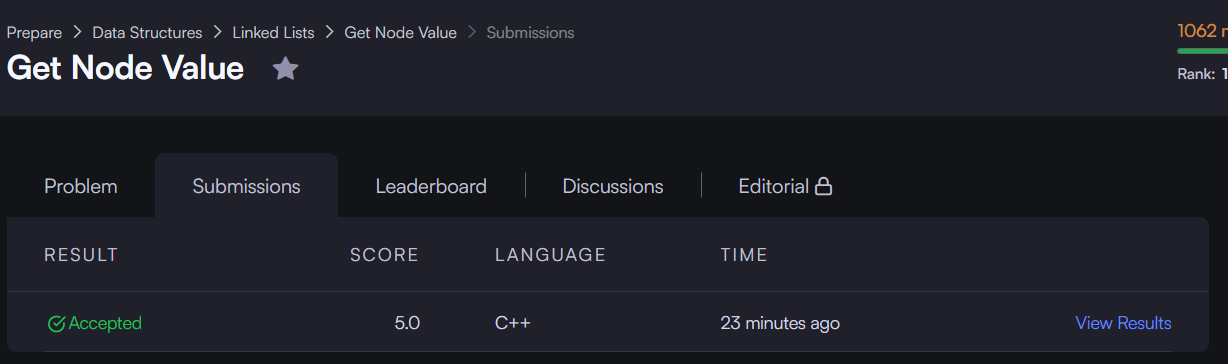 Prepare > Data Structures > Linked Lists > Get Node Value > Submissions
1062
Get Node Value
Rank: 1
Problem Submissions Leaderboard Discussions Editorial
RESULT SCORE LANGUAGE TIME
Accepted 5.0 C++ 23 minutes ago View Results